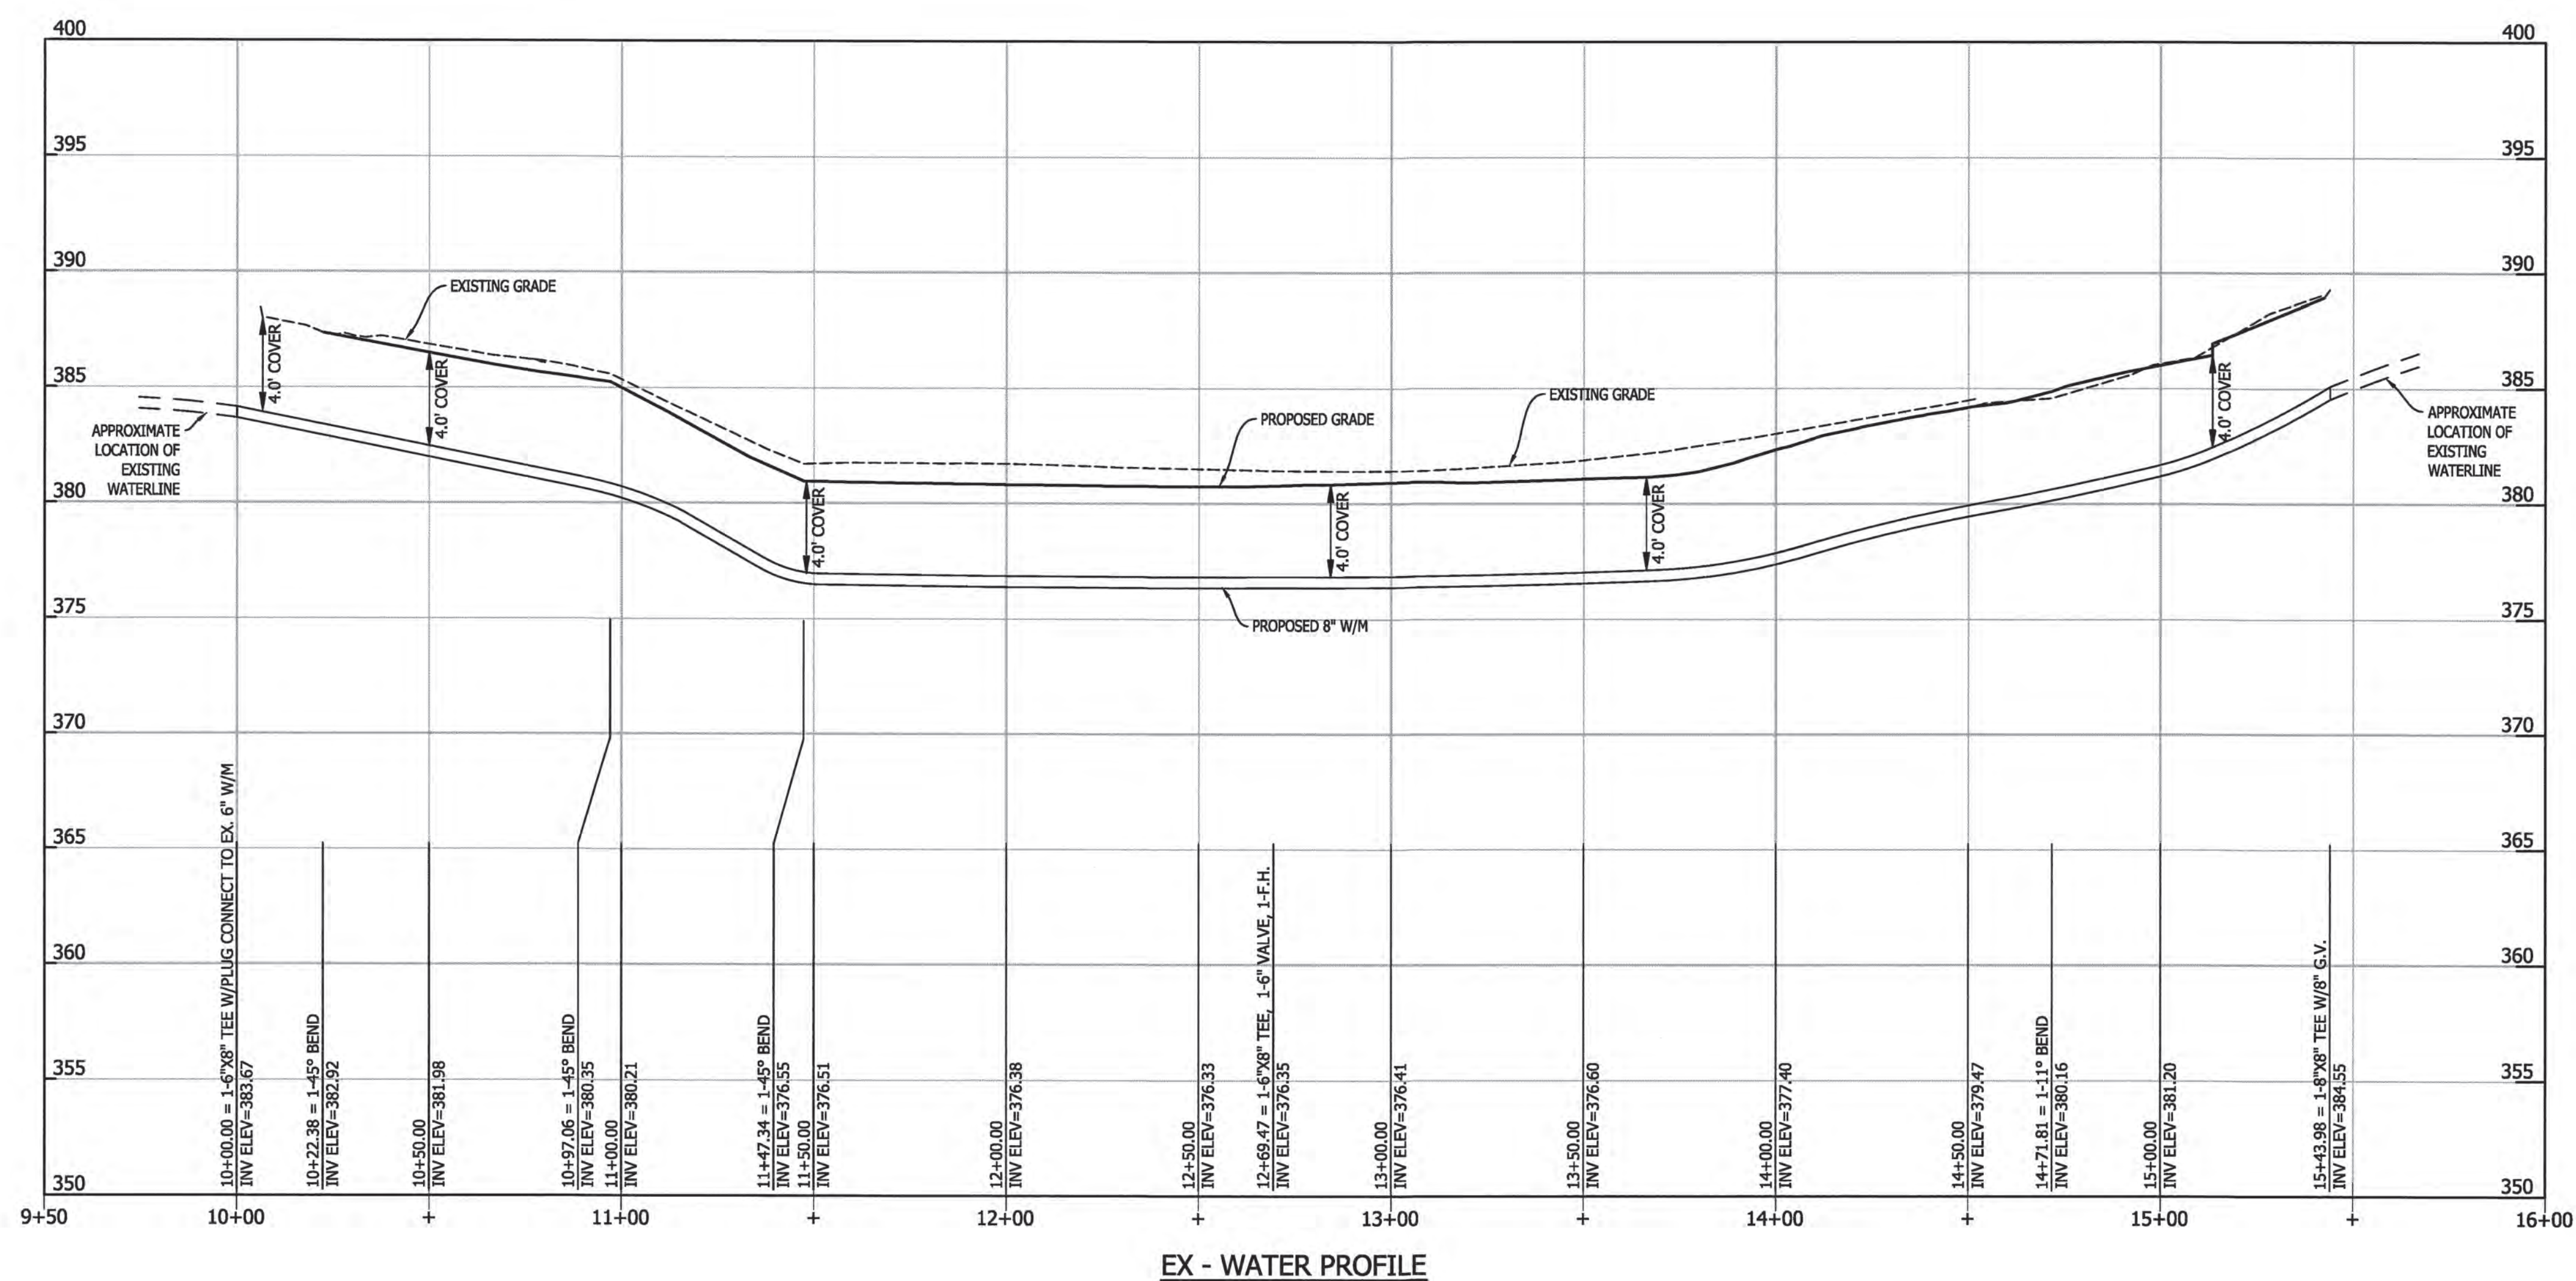 400
400
395
395
390
390
385
385
380
380
375
375
370
370
365
365
360
360
355
355
350
350
EXISTING GRADE
4.0' COVER
4.0' COVER
APPROXIMATE
LOCATION OF
EXISTING
WATERLINE
4.0' COVER
PROPOSED GRADE
4.0' COVER
EXISTING GRADE
4.0' COVER
4.0' COVER
APPROXIMATE
LOCATION OF
EXISTING
WATERLINE
PROPOSED 8" W/M
10+00.00 = 1-6"X8" TEE W/PLUG CONNECT TO EX. 6" W/M
INV ELEV=383.67
10+22.38 = 1-45° BEND
INV ELEV=382.92
10+50.00
INV ELEV=381.98
10+97.06 = 1-45° BEND
INV ELEV=380.35
11+00.00
INV ELEV=380.21
11+47.34 = 1-45° BEND
INV ELEV=376.55
11+50.00
INV ELEV=376.51
12+00.00
INV ELEV=376.38
12+50.00
INV ELEV=376.33
12+69.47 = 1-6"X8" TEE, 1-6" VALVE, 1-F.H.
INV ELEV=376.35
13+00.00
INV ELEV=376.41
13+50.00
INV ELEV=376.60
14+00.00
INV ELEV=377.40
14+50.00
INV ELEV=379.47
14+71.81 = 1-11° BEND
INV ELEV=380.16
15+00.00
INV ELEV=381.20
15+43.98 = 1-8"X8" TEE W/8" G.V.
INV ELEV=384.55
9+50 10+00 + 11+00 + 12+00 + 13+00 + 14+00 + 15+00 + 16+00
EX - WATER PROFILE